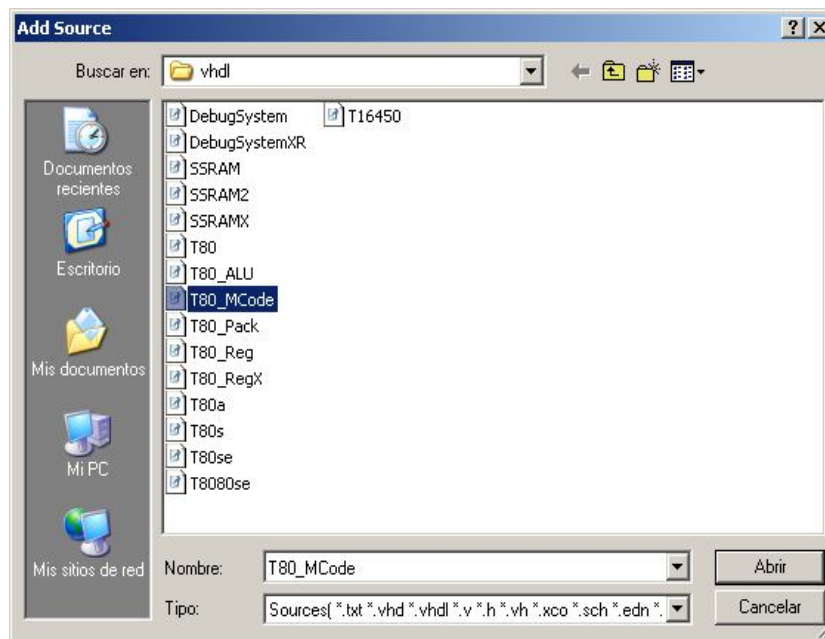 Add Source
Buscar en:
vhdl
DebugSystem
DebugSystemXR
SSRAM
SSRAM2
SSRAMX
T80
T80_ALU
T80_MCode
T80_Pack
T80_Reg
T80_RegX
T80a
T80s
T80se
T8080se
T16450
Documentos
recientes
Escritorio
Mis documentos
Mi PC
Mis sitios de red
Nombre:
T80_MCode
Abrir
Tipo:
Sources( *.txt *.vhd *.vhdl *.v *.h *.vh *.xco *.sch *.edn *.
Cancelar